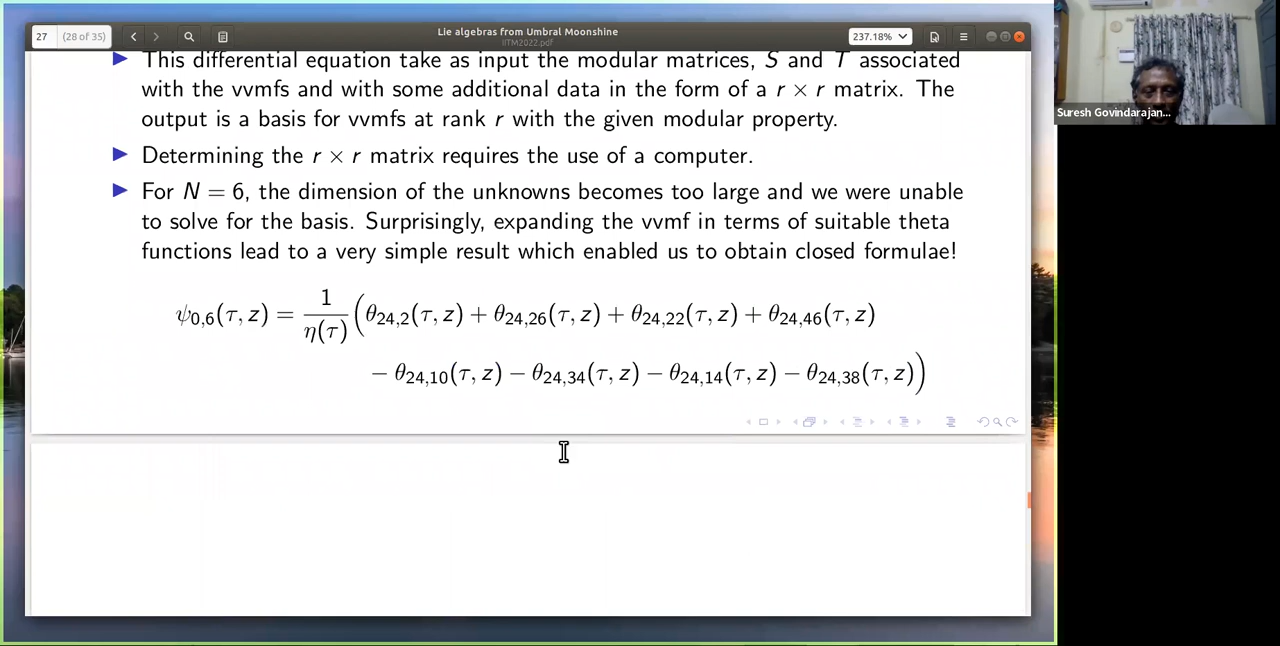 27 (28 of 35)
Lie algebras from Umbral Moonshine
IITM2022.pdf
237.18%
This differential equation take as input the modular matrices, S and T associated
with the vvmfs and with some additional data in the form of a r × r matrix. The
output is a basis for vvmfs at rank r with the given modular property.
Determining the r × r matrix requires the use of a computer.
For N = 6, the dimension of the unknowns becomes too large and we were unable
to solve for the basis. Surprisingly, expanding the vvmf in terms of suitable theta
functions lead to a very simple result which enabled us to obtain closed formulae!
ψ0,6(τ, z) = 1/η(τ) (θ24,2(τ, z) + θ24,26(τ, z) + θ24,22(τ, z) + θ24,46(τ, z)
− θ24,10(τ, z) − θ24,34(τ, z) − θ24,14(τ, z) − θ24,38(τ, z))
Suresh Govindarajan...